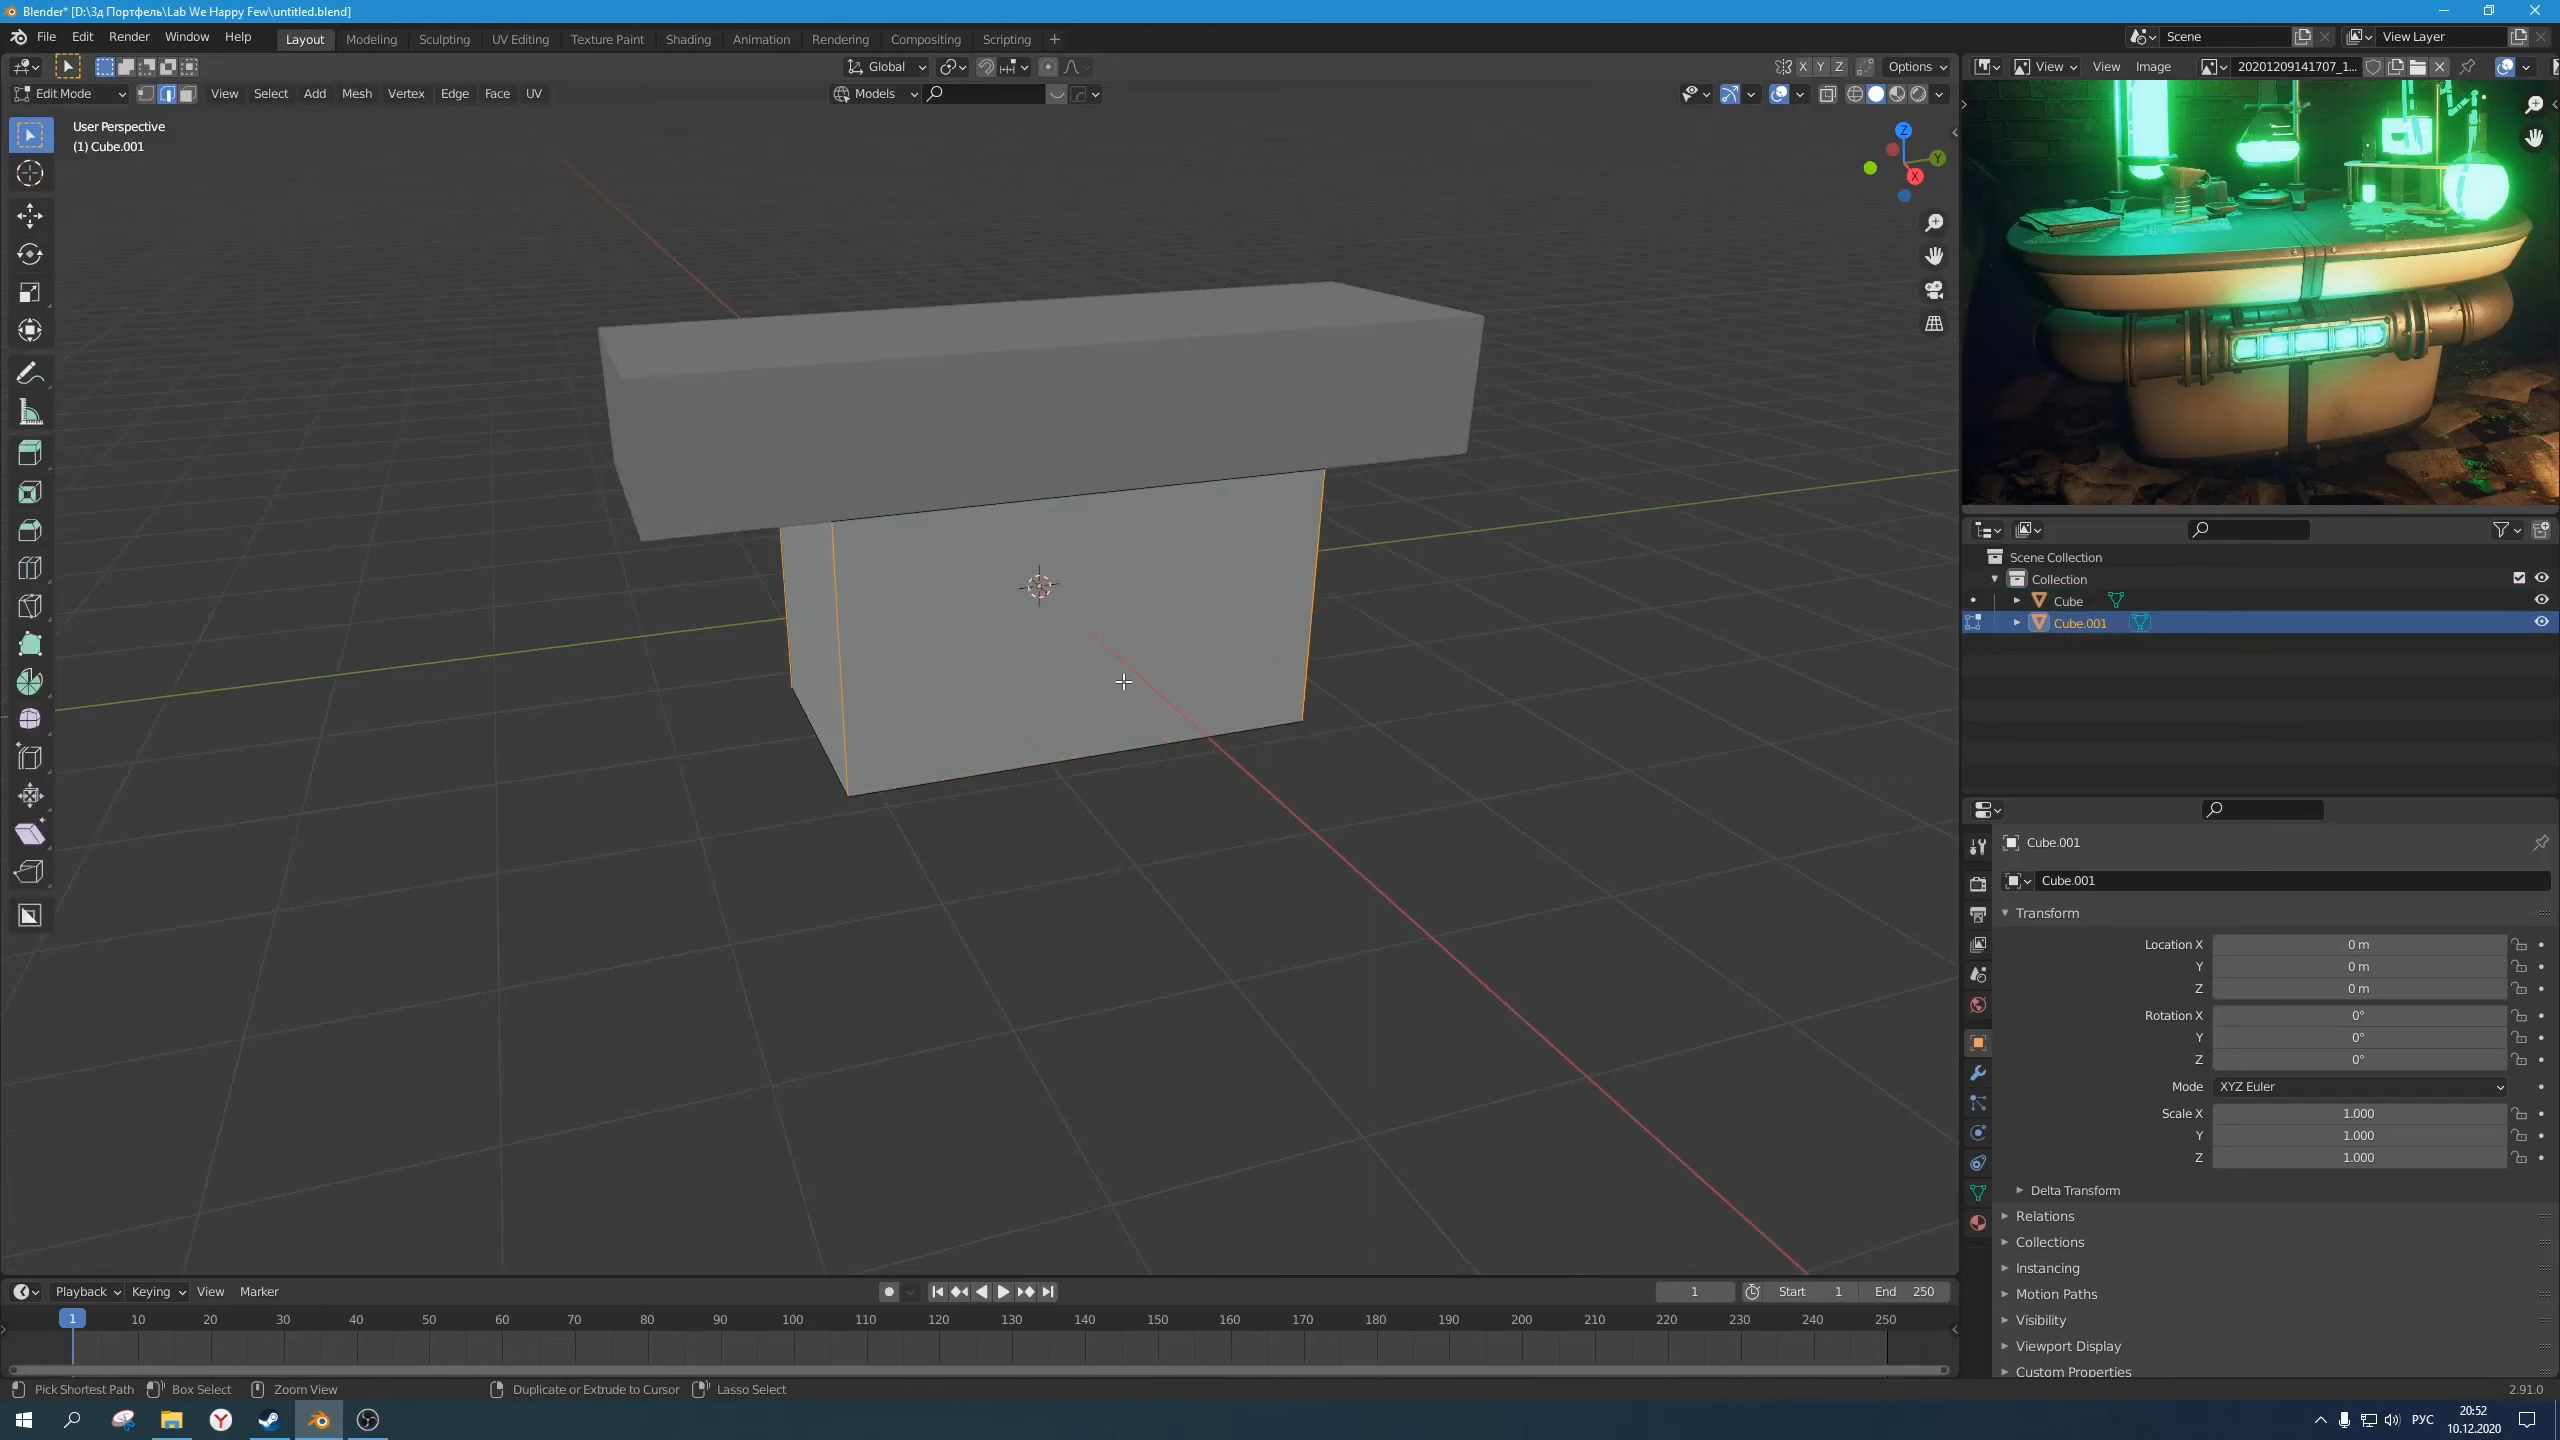 Blender* [D:\3д Портфель\Lab We Happy Few\untitled.blend]
File Edit Render Window Help Layout Modeling Sculpting UV Editing Texture Paint Shading Animation Rendering Compositing Scripting + Scene View Layer
Global X Y Z Options View View Image 20201209141707_1...
Edit Mode View Select Add Mesh Vertex Edge Face UV Models
User Perspective
(1) Cube.001
Z
Y
X
Scene Collection
Collection
Cube
Cube.001
Cube.001
Cube.001
Transform
Location X 0 m
Y 0 m
Z 0 m
Rotation X 0°
Y 0°
Z 0°
Mode XYZ Euler
Scale X 1.000
Y 1.000
Z 1.000
Delta Transform
Relations
Collections
Instancing
Motion Paths
Visibility
Viewport Display
Custom Properties
Playback Keying View Marker 1 Start 1 End 250
1 10 20 30 40 50 60 70 80 90 100 110 120 130 140 150 160 170 180 190 200 210 220 230 240 250
Pick Shortest Path Box Select Zoom View Duplicate or Extrude to Cursor Lasso Select 2.91.0
РУС 20:52
10.12.2020